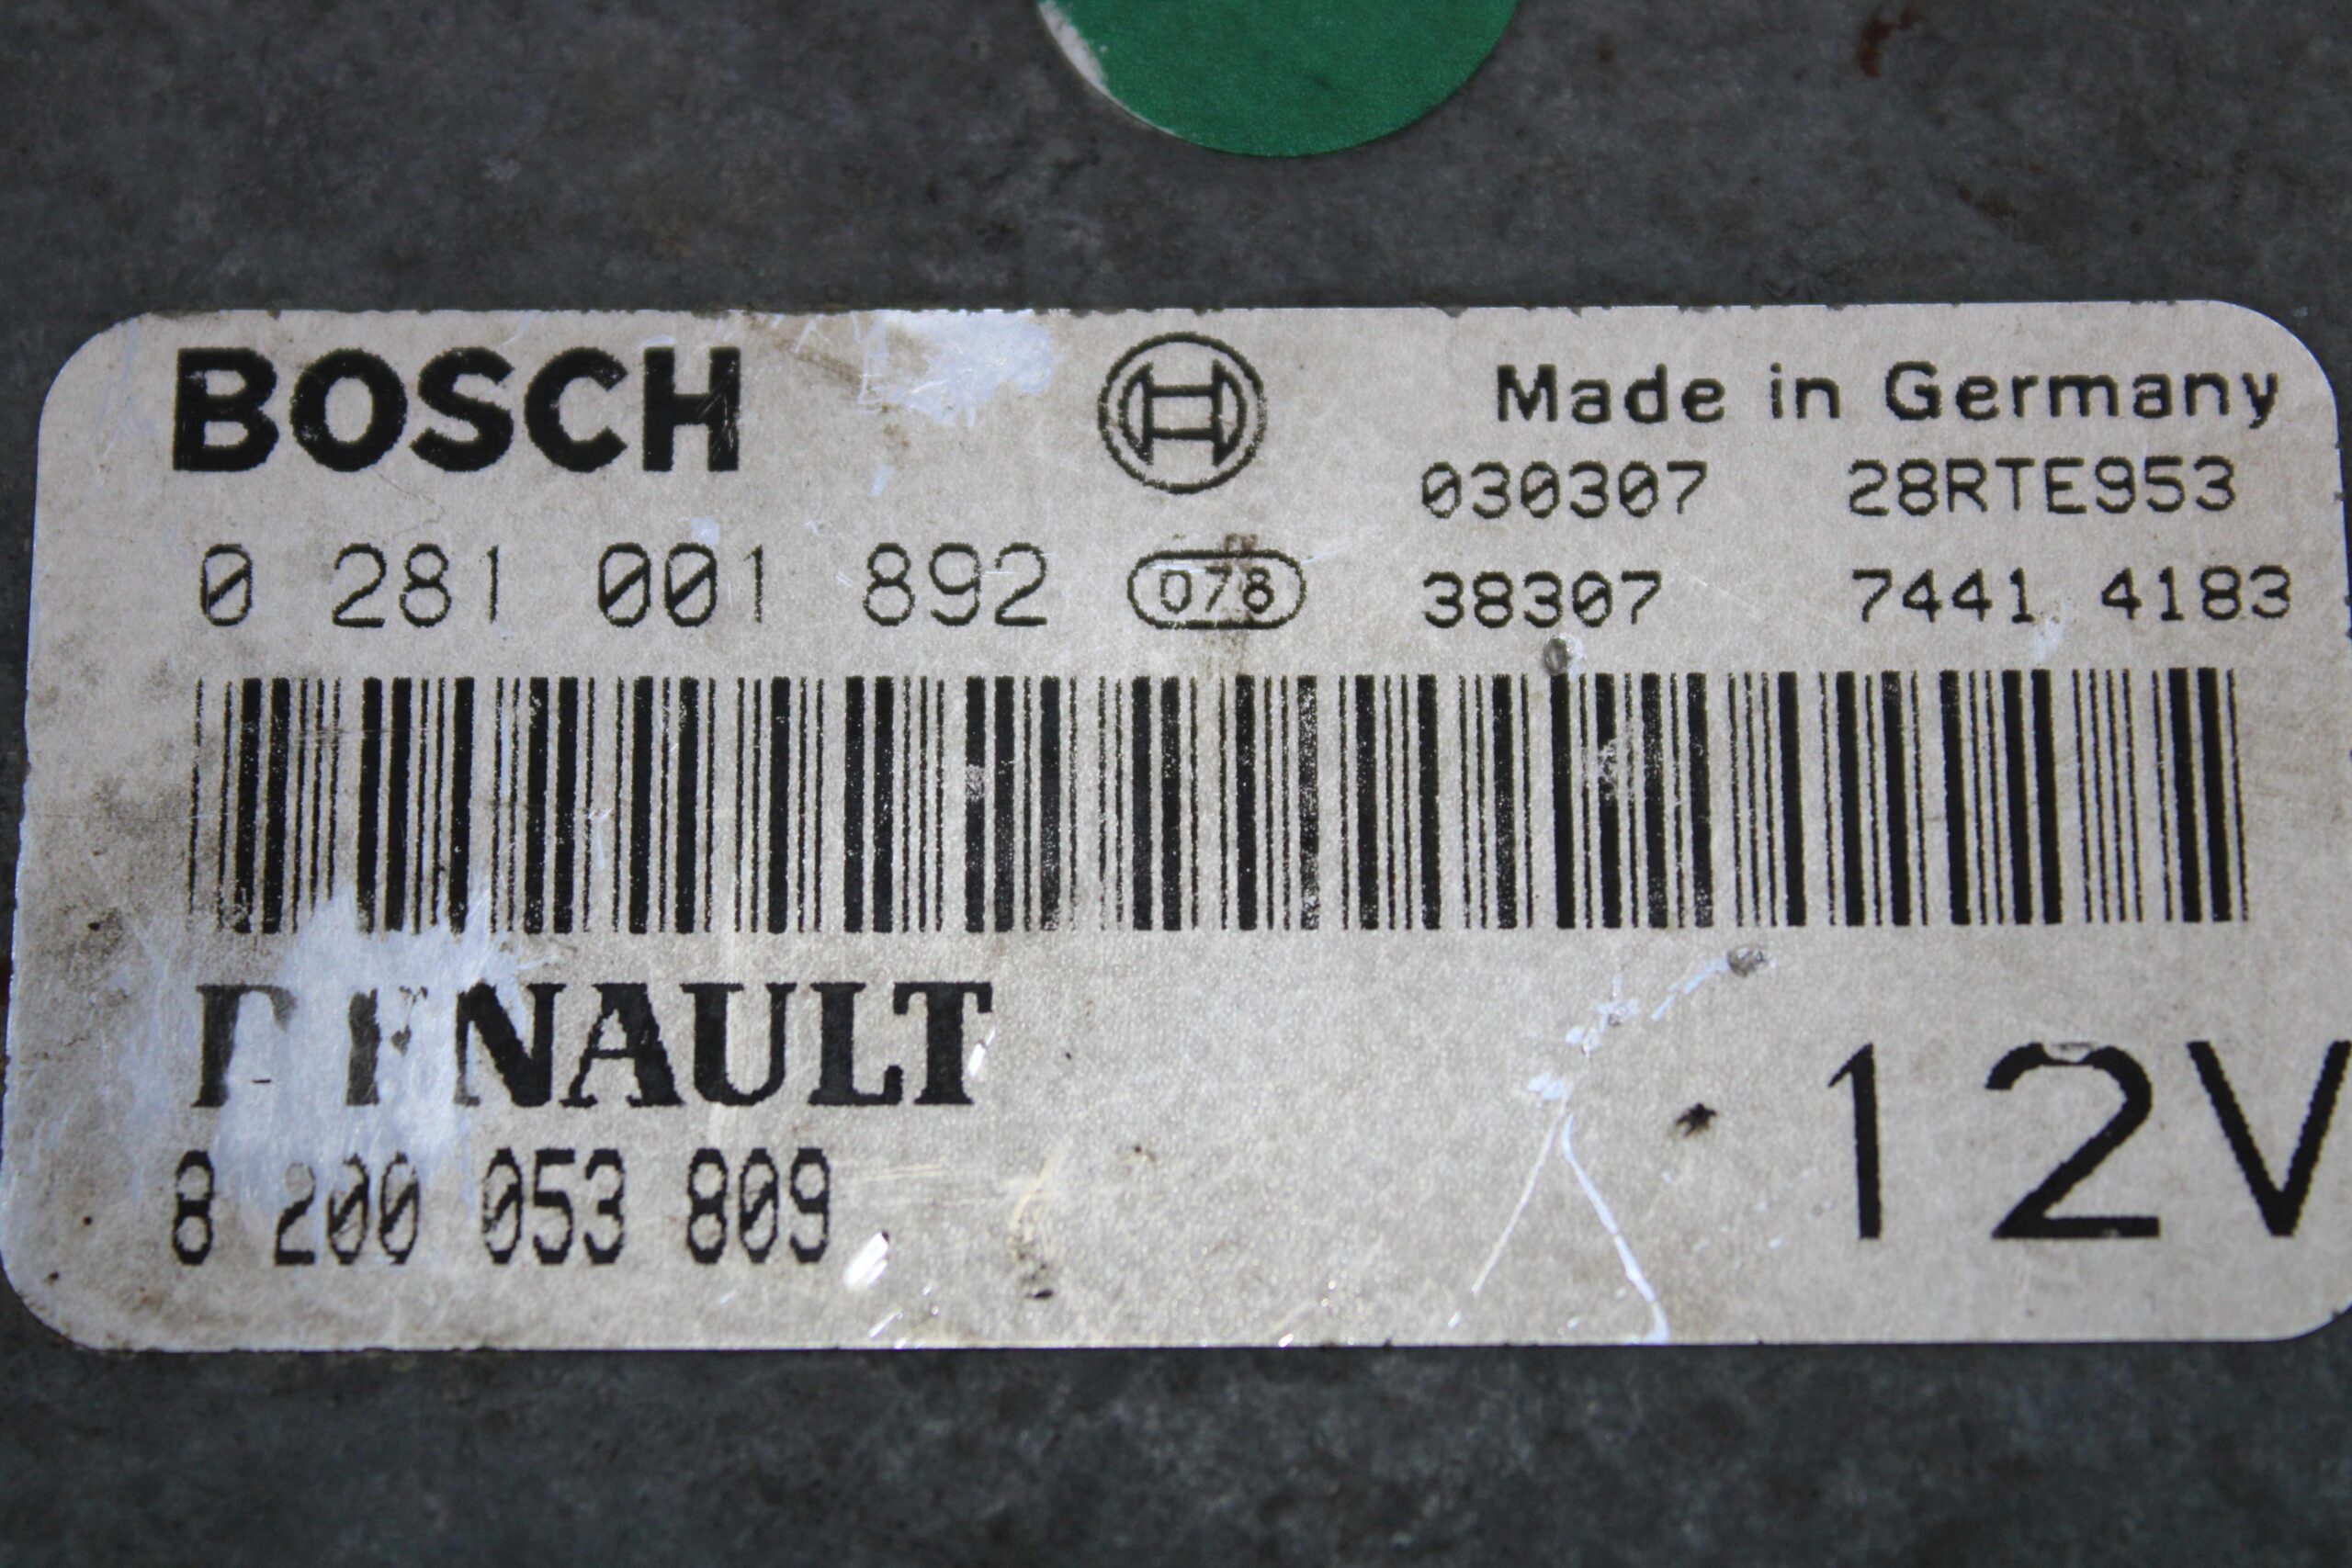 BOSCH Made in Germany
030307 28RTE953
0 281 001 892 078 38307 7441 4183
RENAULT
12V
8 200 053 809